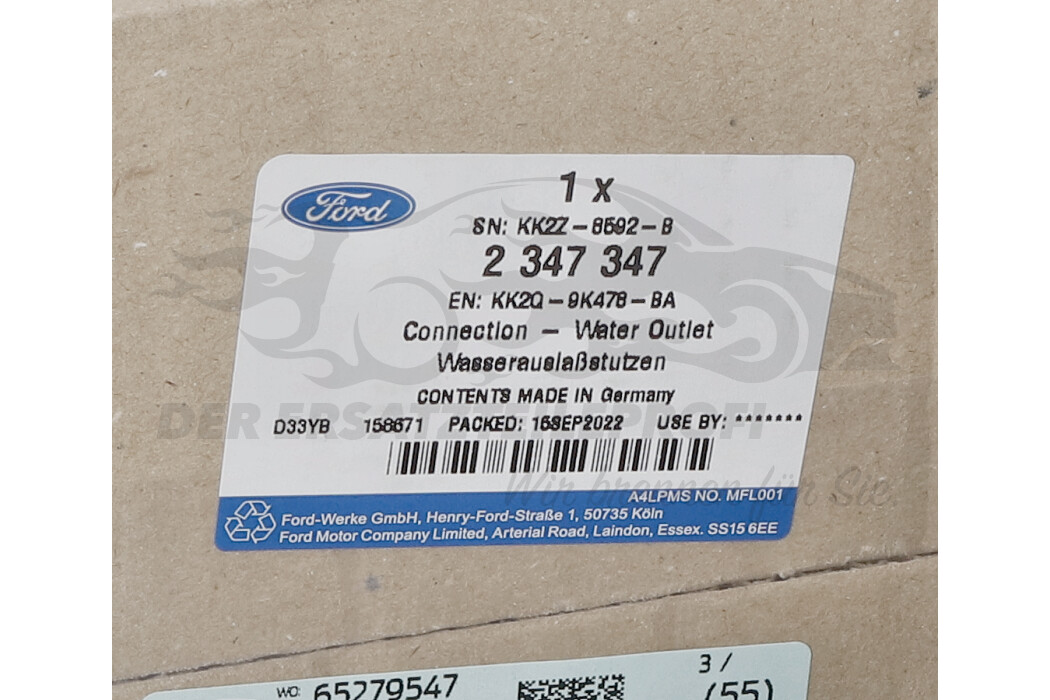 1 x
Ford
SN: KK2Z-8592-B
2 347 347
EN: KK2Q-9K478-BA
Connection - Water Outlet
Wasserauslaßstutzen
CONTENTS MADE IN Germany
D33YB 158671 PACKED: 16SEP2022 USE BY: *******
DER ERSATZTEILEPROFI
Wir brennen für Sie
A4LPMS NO. MFL001
Ford-Werke GmbH, Henry-Ford-Straße 1, 50735 Köln
Ford Motor Company Limited, Arterial Road, Laindon, Essex. SS15 6EE
3 /
WO: 65279547 (55)